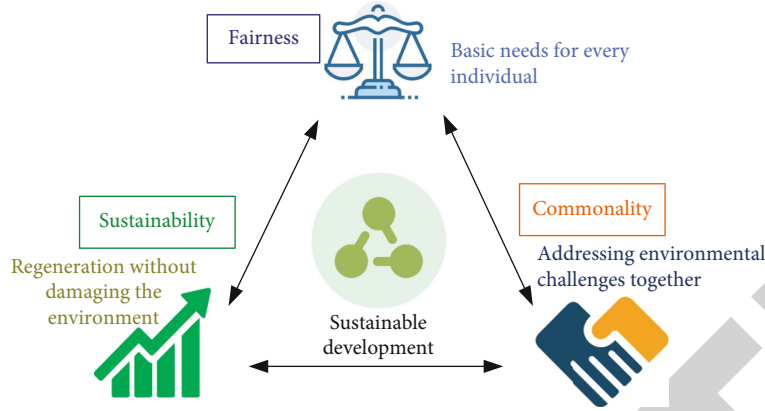 Fairness
Basic needs for every
individual
Sustainability
Commonality
Regeneration without
damaging the
environment
Addressing environmental
challenges together
Sustainable
development